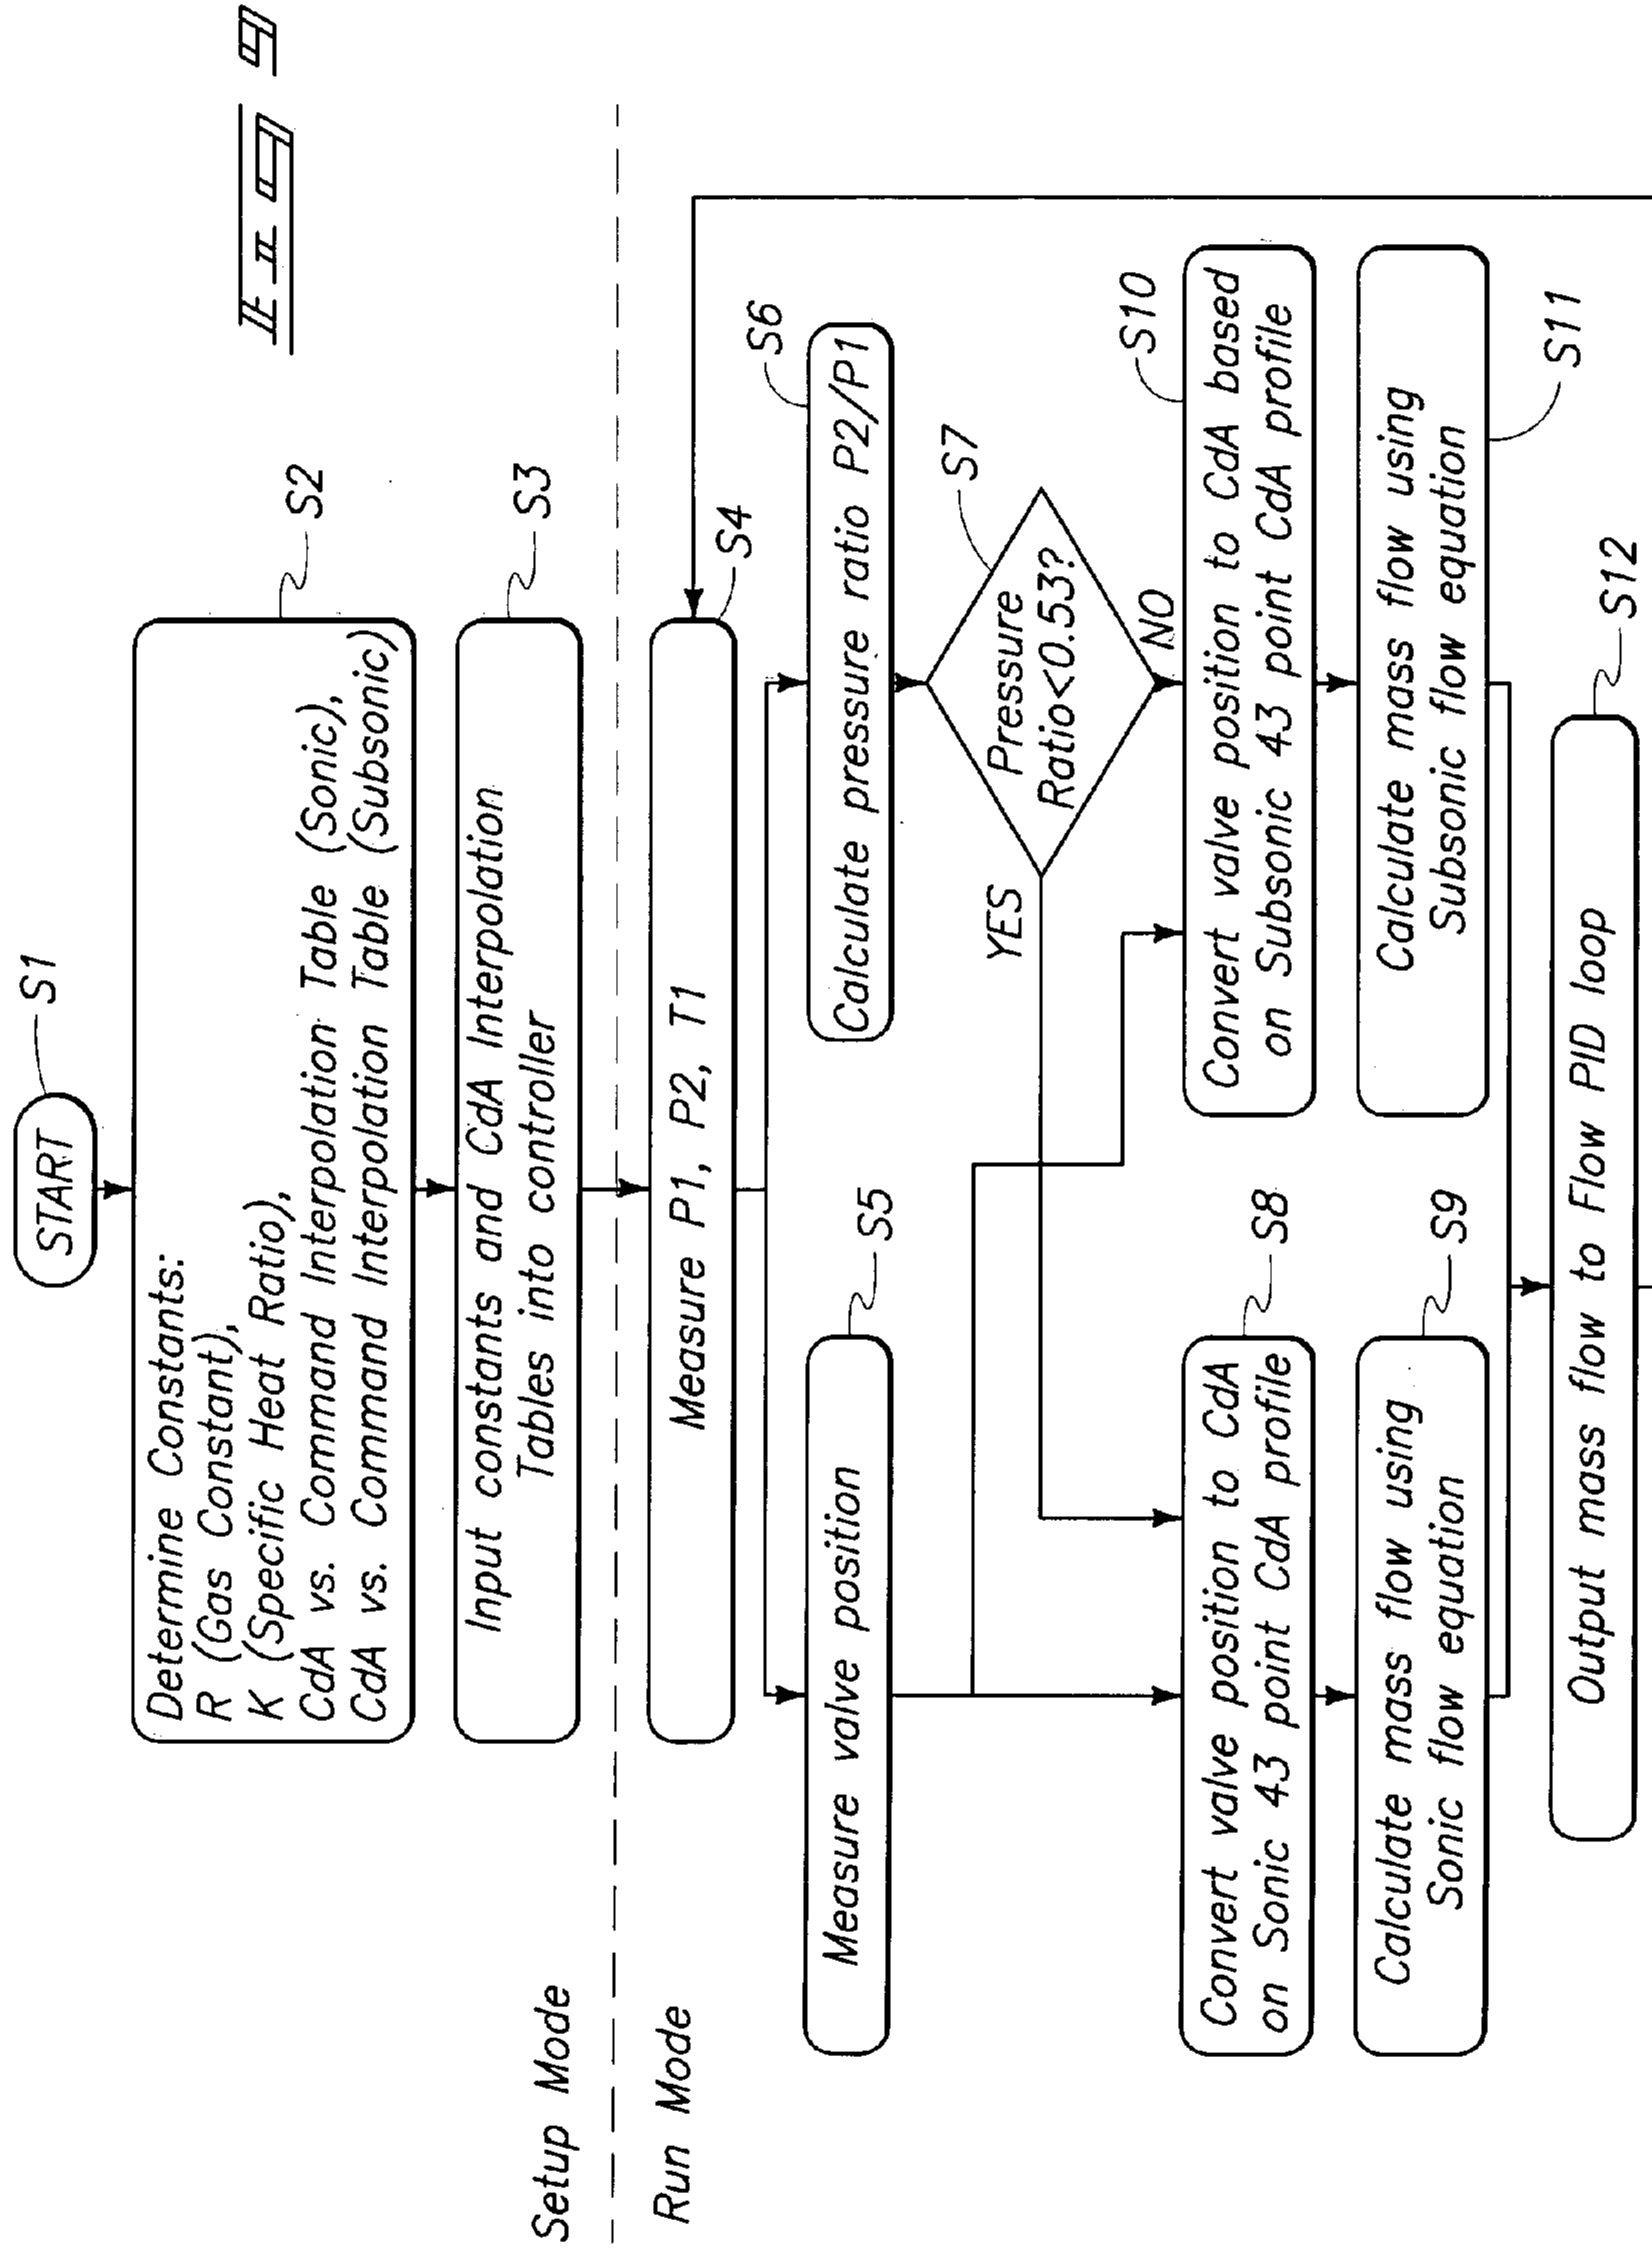 FIG 9
START
S1
Determine Constants:
R (Gas Constant),
K (Specific Heat Ratio),
CdA vs. Command Interpolation Table (Sonic),
CdA vs. Command Interpolation Table (Subsonic)
S2
Input constants and CdA Interpolation
Tables into controller
S3
Setup Mode
Run Mode
Measure P1, P2, T1
S4
Measure valve position
S5
Calculate pressure ratio P2/P1
S6
Pressure
Ratio<0.53?
S7
YES
NO
Convert valve position to CdA
on Sonic 43 point CdA profile
S8
Convert valve position to CdA based
on Subsonic 43 point CdA profile
S10
Calculate mass flow using
Sonic flow equation
S9
Calculate mass flow using
Subsonic flow equation
S11
Output mass flow to Flow PID loop
S12